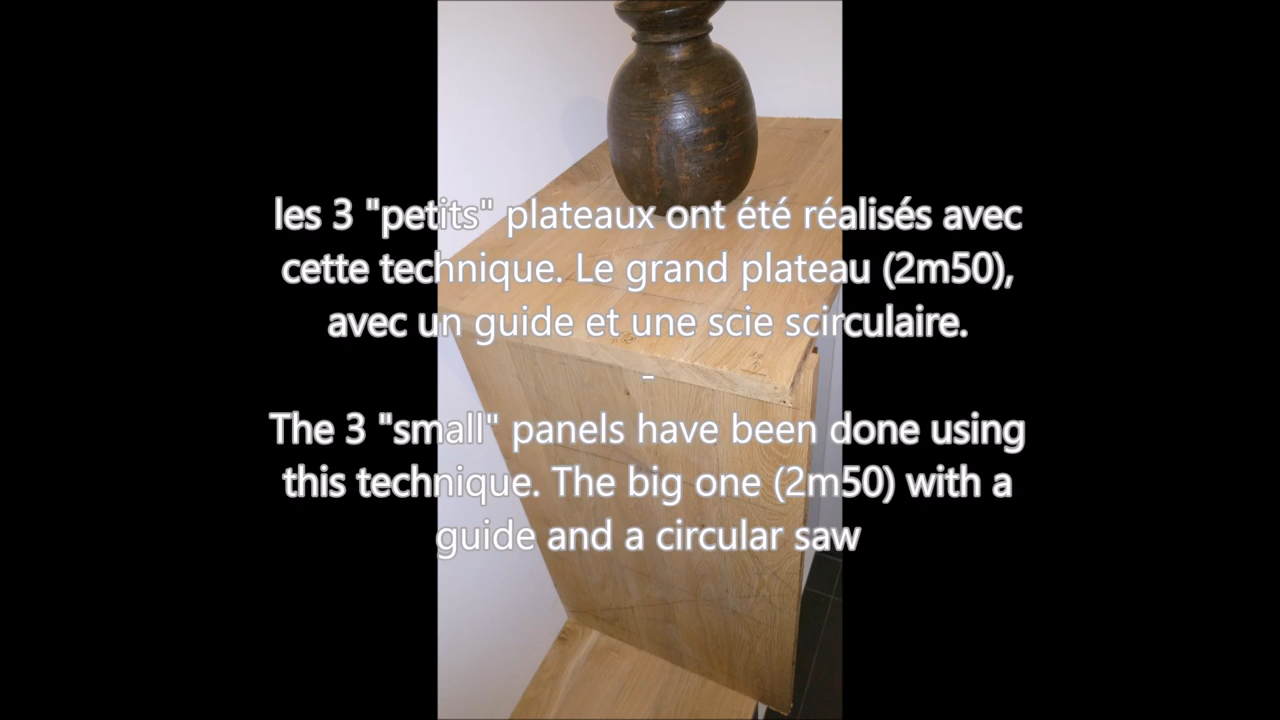 les 3 "petits" plateaux ont été réalisés avec
cette technique. Le grand plateau (2m50),
avec un guide et une scie scirculaire.
-
The 3 "small" panels have been done using
this technique. The big one (2m50) with a
guide and a circular saw